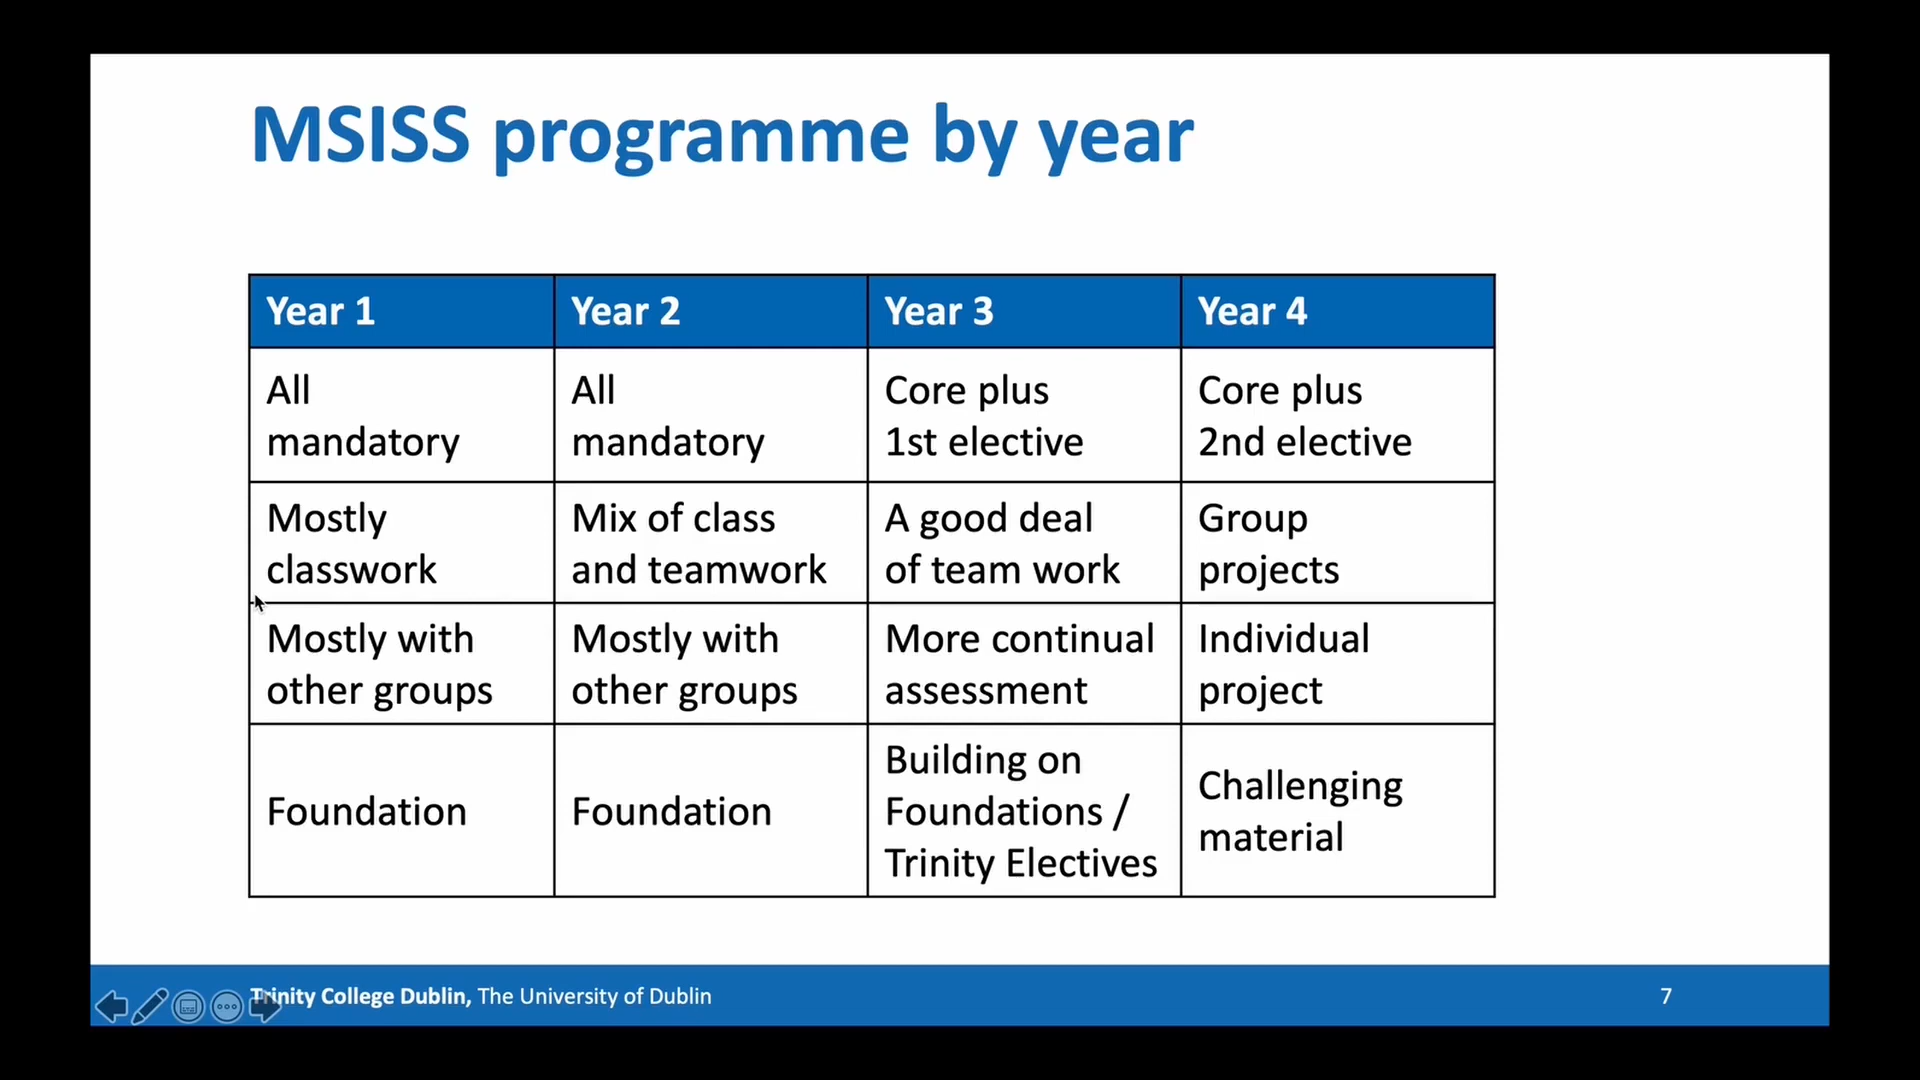 MSISS programme by year
Year 1
Year 2
Year 3
Year 4
All
mandatory
All
mandatory
Core plus
1st elective
Core plus
2nd elective
Mostly
classwork
Mix of class
and teamwork
A good deal
of team work
Group
projects
Mostly with
other groups
Mostly with
other groups
More continual
assessment
Individual
project
Foundation
Foundation
Building on
Foundations /
Trinity Electives
Challenging
material
Trinity College Dublin, The University of Dublin
7